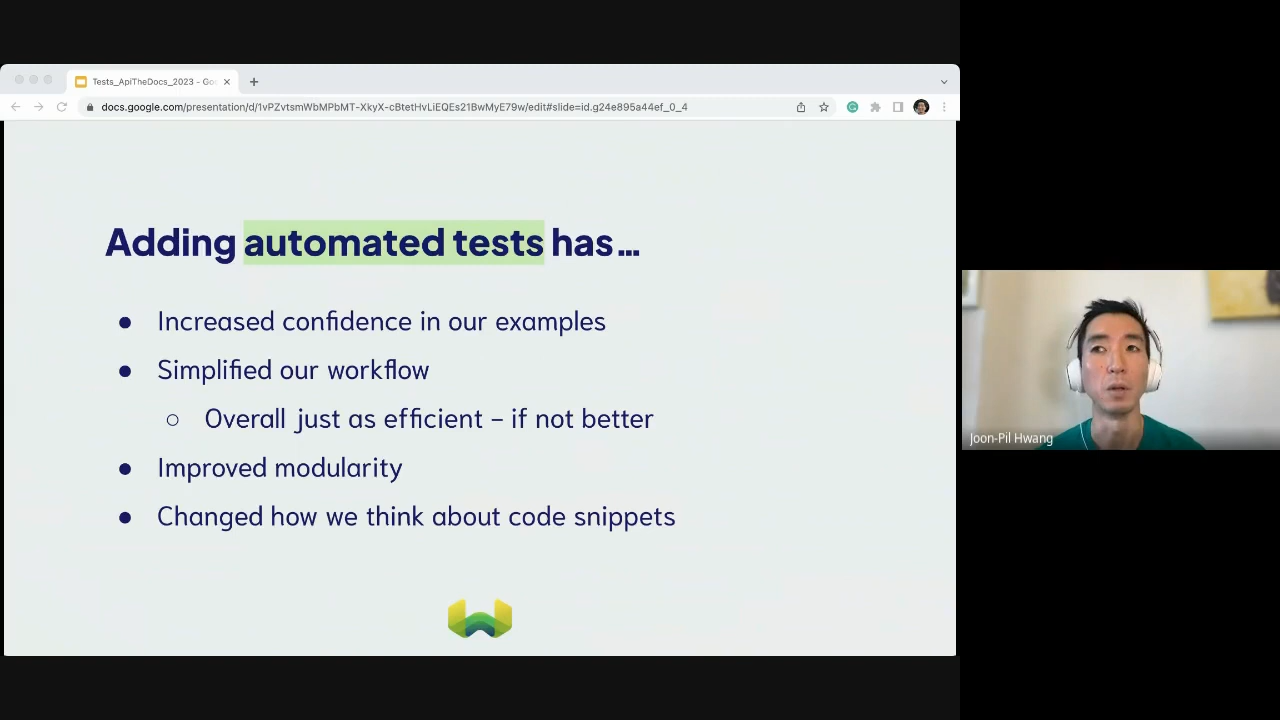 Tests_ApiTheDocs_2023 - Goo
docs.google.com/presentation/d/1vPZvtsmWbMPbMT-XkyX-cBtetHvLiEQEs21BwMyE79w/edit#slide=id.g24e895a44ef_0_4
Adding automated tests has...
● Increased confidence in our examples
● Simplified our workflow
○ Overall just as efficient – if not better
● Improved modularity
● Changed how we think about code snippets
Joon-Pil Hwang